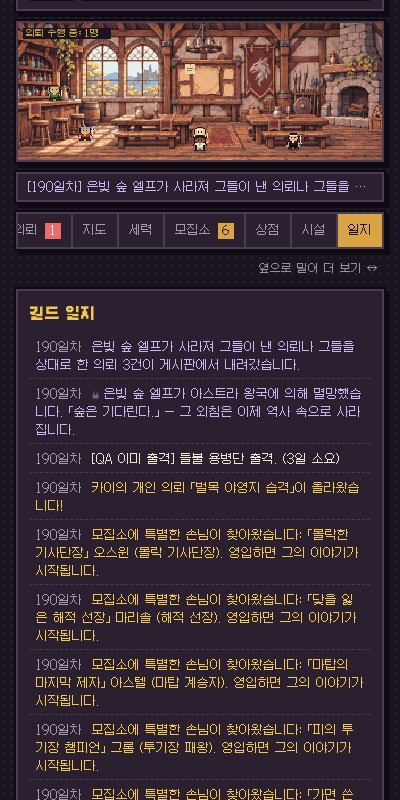 의뢰 수행 중: 1명
[190일차] 은빛 숲 엘프가 사라져 그들이 낸 의뢰나 그들을 …
의뢰 1 지도 세력 모집소 6 상점 시설 일지
옆으로 밀어 더 보기 ↔
길드 일지
190일차 은빛 숲 엘프가 사라져 그들이 낸 의뢰나 그들을
상대로 한 의뢰 3건이 게시판에서 내려갔습니다.
190일차 은빛 숲 엘프가 아스트라 왕국에 의해 멸망했습
니다. 「숲은 기다린다.」 — 그 외침은 이제 역사 속으로 사라
집니다.
190일차 [QA 이미 출격] 들불 용병단 출격. (3일 소요)
190일차 카이의 개인 의뢰 「벌목 야영지 습격」이 올라왔습
니다!
190일차 모집소에 특별한 손님이 찾아왔습니다: 「몰락한
기사단장」 오스윈 (몰락 기사단장). 영입하면 그의 이야기가
시작됩니다.
190일차 모집소에 특별한 손님이 찾아왔습니다: 「닻을 잃
은 해적 선장」 마리솔 (해적 선장). 영입하면 그의 이야기가
시작됩니다.
190일차 모집소에 특별한 손님이 찾아왔습니다: 「마탑의
마지막 제자」 아스텔 (마탑 계승자). 영입하면 그의 이야기가
시작됩니다.
190일차 모집소에 특별한 손님이 찾아왔습니다: 「피의 투
기장 챔피언」 그롬 (투기장 패왕). 영입하면 그의 이야기가
시작됩니다.
190일차 모집소에 특별한 손님이 찾아왔습니다: 「가면 쓴